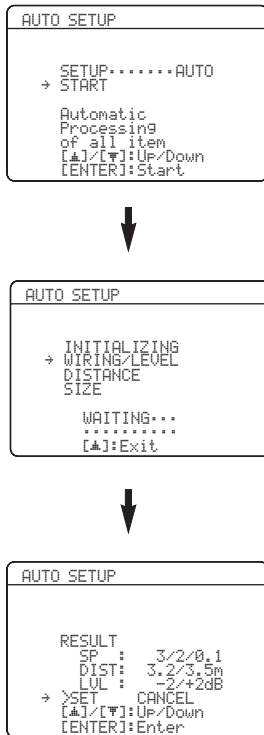 AUTO SETUP
SETUP·······AUTO
→ START
Automatic
Processing
of all item
[▲]/[▼]:Up/Down
[ENTER]:Start
AUTO SETUP
INITIALIZING
→ WIRING/LEVEL
DISTANCE
SIZE
WAITING···
··········
[▲]:Exit
AUTO SETUP
RESULT
SP : 3/2/0.1
DIST: 3.2/3.5m
LVL : -2/+2dB
→ >SET CANCEL
[▲]/[▼]:Up/Down
[ENTER]:Enter